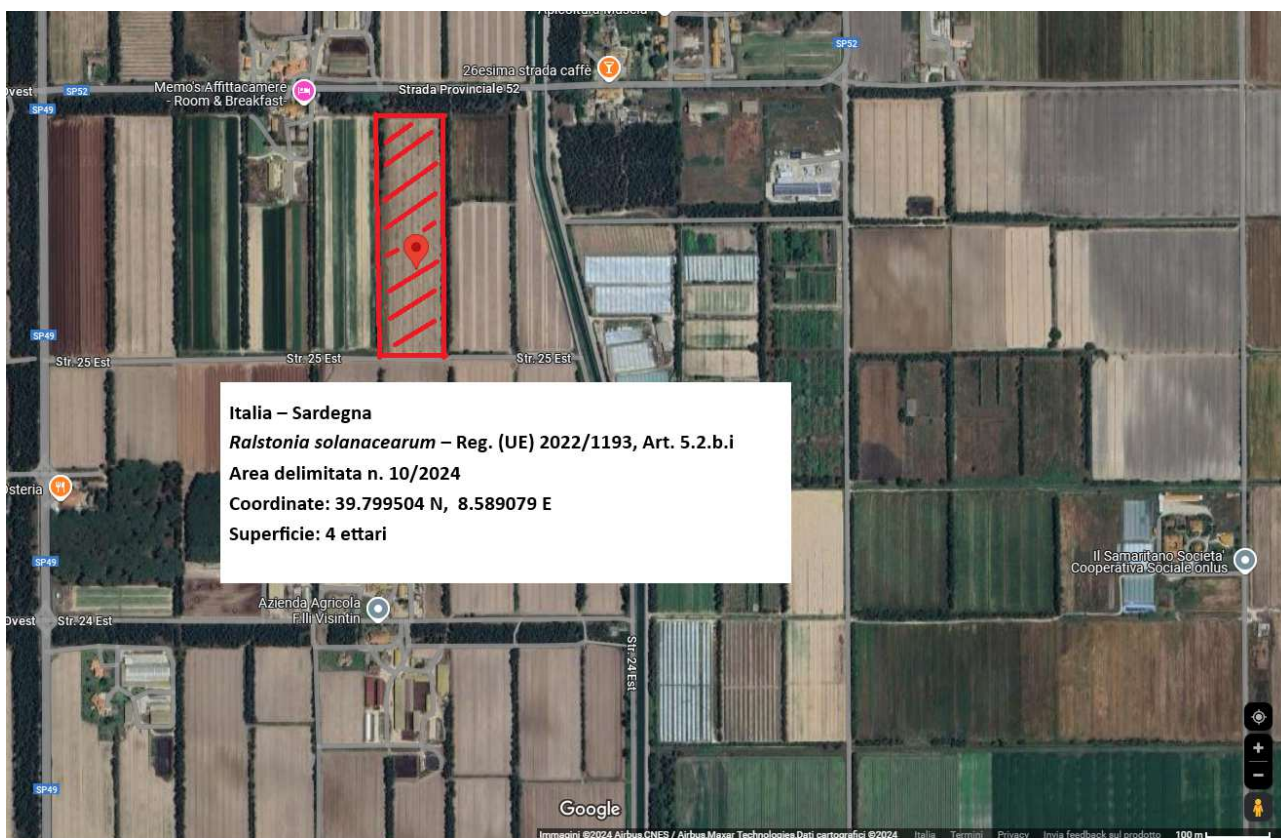 Apicoltura Mascia
26esima strada caffè
SP52
Ovest
SP52
Memo's Affittacamere
- Room & Breakfast-
Strada Provinciale 52
SP49
SP49
Str. 25 Est
Str. 25 Est
Str. 25 Est
Italia – Sardegna
Ralstonia solanacearum – Reg. (UE) 2022/1193, Art. 5.2.b.i
Area delimitata n. 10/2024
Coordinate: 39.799504 N, 8.589079 E
Superficie: 4 ettari
Osteria
SP49
Il Samaritano Societa'
Cooperativa Sociale onlus
Azienda Agricola
F.lli Visintin
Ovest
Str. 24 Est
Str. 24 Est
SP49
Google
Immagini ©2024 Airbus, CNES / Airbus, Maxar Technologies, Dati cartografici ©2024 Italia Termini Privacy Invia feedback sul prodotto 100 m